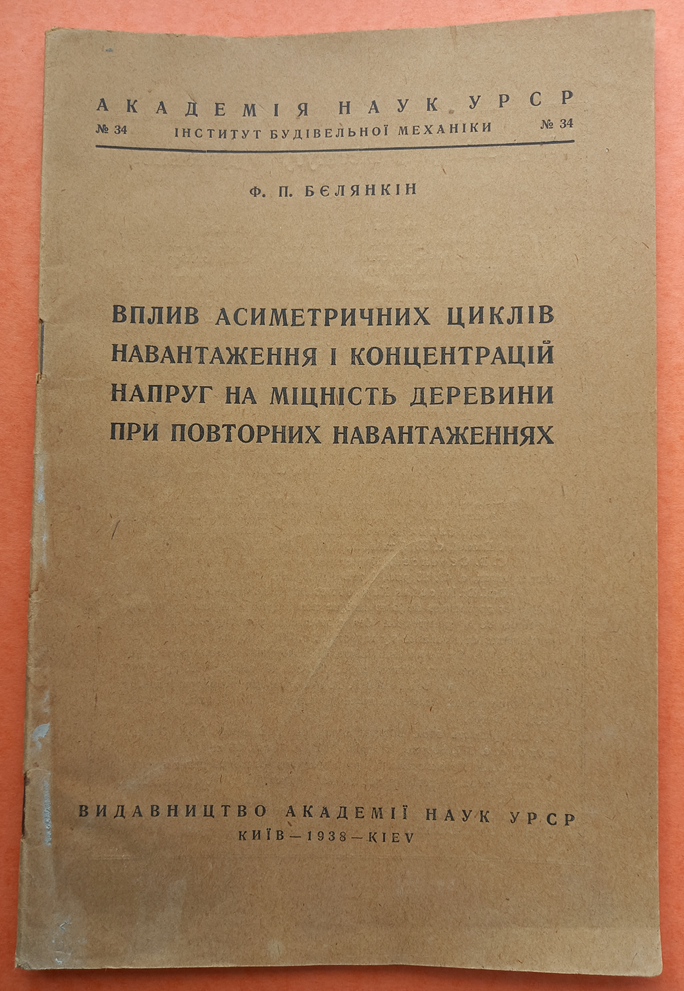 АКАДЕМІЯ НАУК УРСР
№ 34 ІНСТИТУТ БУДІВЕЛЬНОЇ МЕХАНІКИ № 34
Ф. П. БЄЛЯНКІН
ВПЛИВ АСИМЕТРИЧНИХ ЦИКЛІВ
НАВАНТАЖЕННЯ І КОНЦЕНТРАЦІЙ
НАПРУГ НА МІЦНІСТЬ ДЕРЕВИНИ
ПРИ ПОВТОРНИХ НАВАНТАЖЕННЯХ
ВИДАВНИЦТВО АКАДЕМІЇ НАУК УРСР
КИЇВ—1938—KIEV